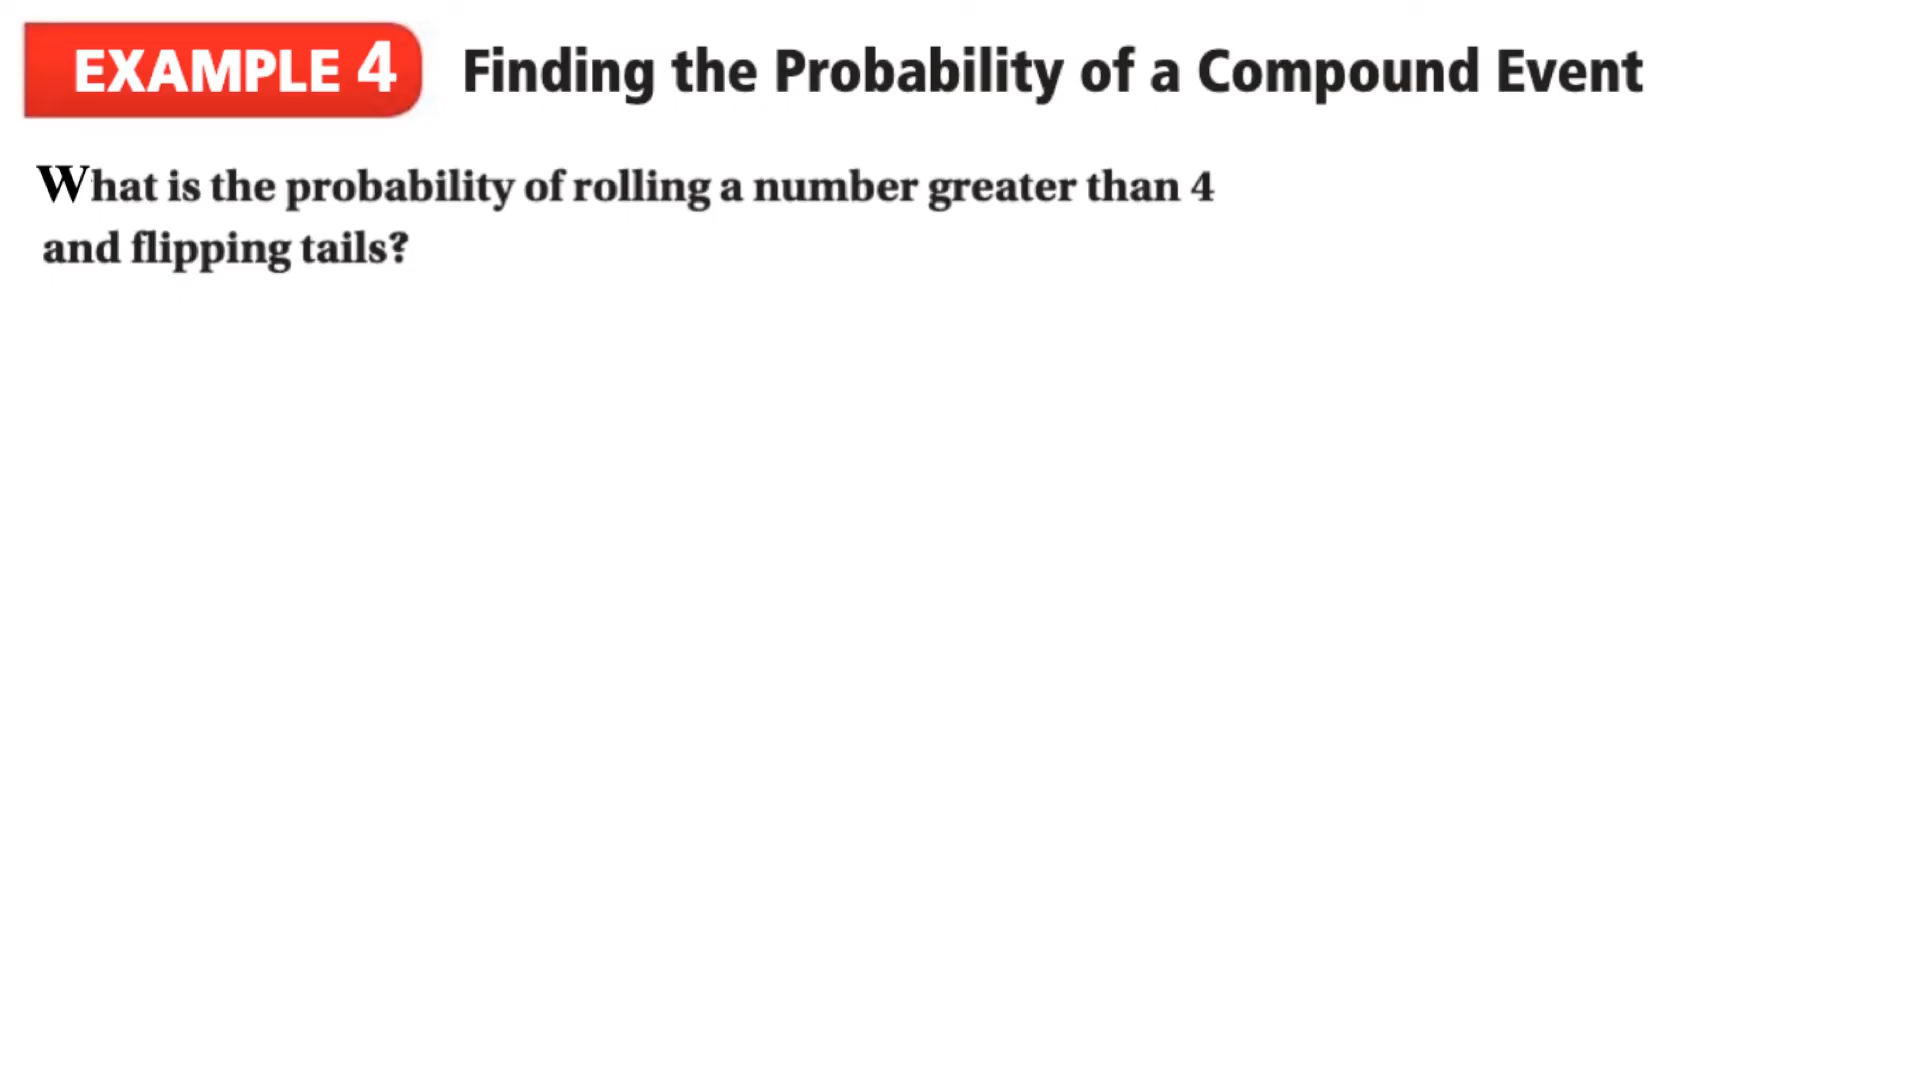 EXAMPLE 4 Finding the Probability of a Compound Event
What is the probability of rolling a number greater than 4
and flipping tails?